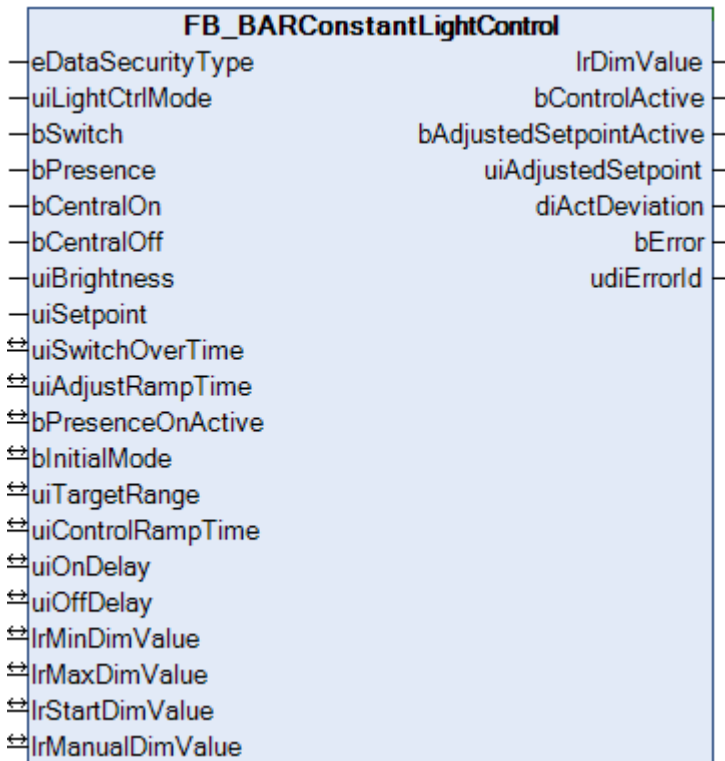 FB_BARConstantLightControl
eDataSecurityType lrDimValue
uiLightCtrlMode bControlActive
bSwitch bAdjustedSetpointActive
bPresence uiAdjustedSetpoint
bCentralOn diActDeviation
bCentralOff bError
uiBrightness udiErrorId
uiSetpoint
uiSwitchOverTime
uiAdjustRampTime
bPresenceOnActive
bInitialMode
uiTargetRange
uiControlRampTime
uiOnDelay
uiOffDelay
lrMinDimValue
lrMaxDimValue
lrStartDimValue
lrManualDimValue